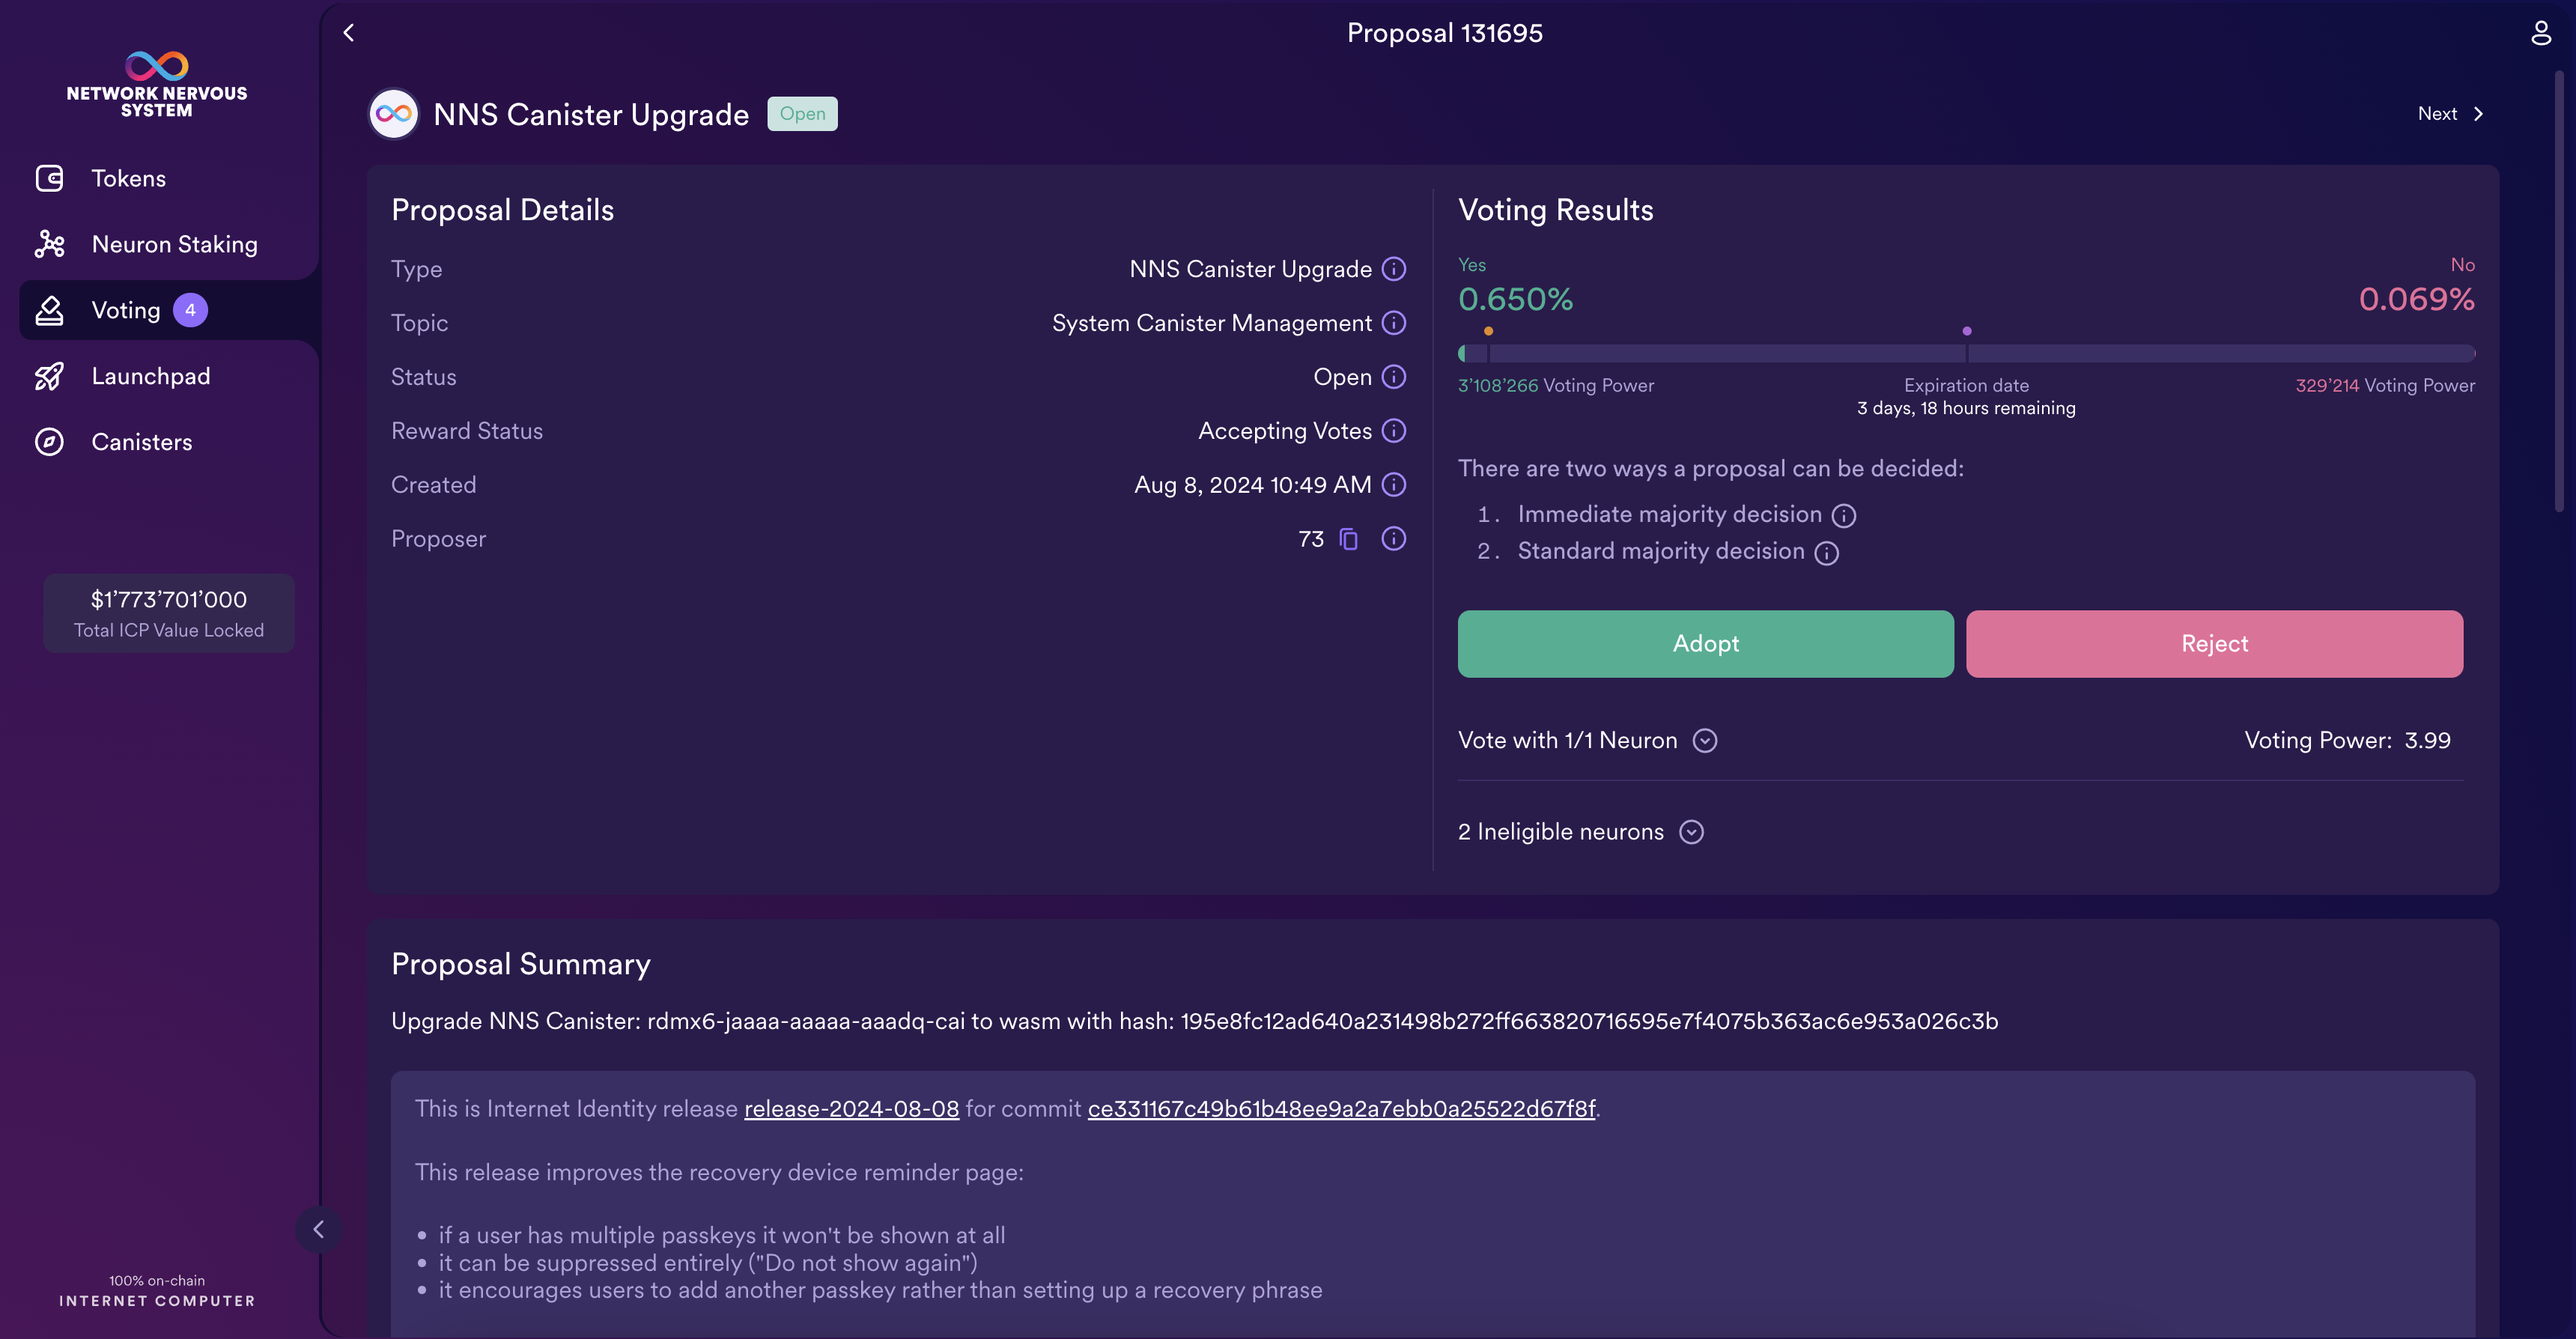 Proposal 131695
NETWORK NERVOUS
SYSTEM
Tokens
Neuron Staking
Voting 4
Launchpad
Canisters
$1’773’701’000
Total ICP Value Locked
100% on-chain
INTERNET COMPUTER
NNS Canister Upgrade Open
Next
Proposal Details
Type NNS Canister Upgrade
Topic System Canister Management
Status Open
Reward Status Accepting Votes
Created Aug 8, 2024 10:49 AM
Proposer 73
Voting Results
Yes No
0.650% 0.069%
3’108’266 Voting Power Expiration date 329’214 Voting Power
3 days, 18 hours remaining
There are two ways a proposal can be decided:
1. Immediate majority decision
2. Standard majority decision
Adopt Reject
Vote with 1/1 Neuron Voting Power: 3.99
2 Ineligible neurons
Proposal Summary
Upgrade NNS Canister: rdmx6-jaaaa-aaaaa-aaadq-cai to wasm with hash: 195e8fc12ad640a231498b272ff663820716595e7f4075b363ac6e953a026c3b
This is Internet Identity release release-2024-08-08 for commit ce331167c49b61b48ee9a2a7ebb0a25522d67f8f.
This release improves the recovery device reminder page:
• if a user has multiple passkeys it won't be shown at all
• it can be suppressed entirely ("Do not show again")
• it encourages users to add another passkey rather than setting up a recovery phrase